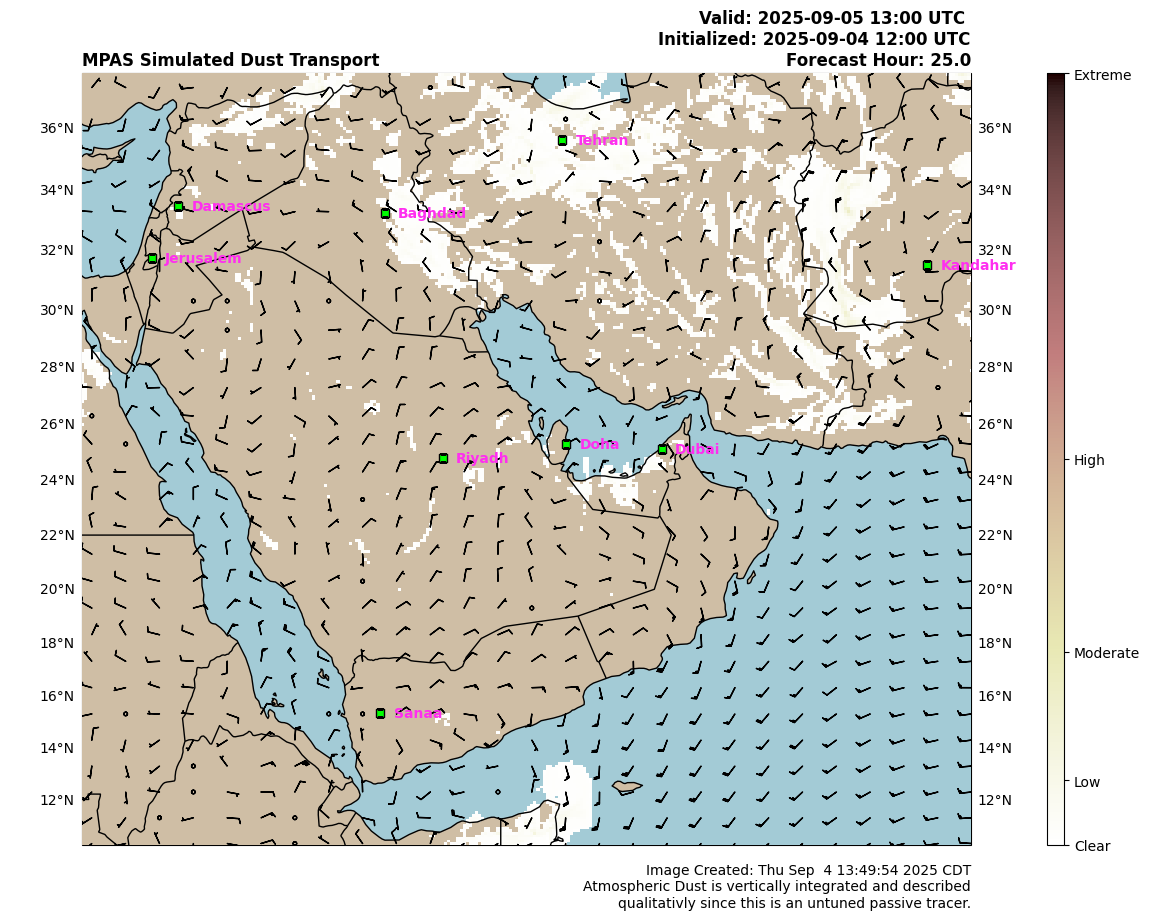 Valid: 2025-09-05 13:00 UTC
Initialized: 2025-09-04 12:00 UTC
MPAS Simulated Dust Transport
Forecast Hour: 25.0
Extreme
High
Moderate
Low
Clear
36°N
34°N
32°N
30°N
28°N
26°N
24°N
22°N
20°N
18°N
16°N
14°N
12°N
36°N
34°N
32°N
30°N
28°N
26°N
24°N
22°N
20°N
18°N
16°N
14°N
12°N
Tehran
Damascus
Baghdad
Jerusalem
Kandahar
Doha
Dubai
Riyadh
Sanaa
Image Created: Thu Sep  4 13:49:54 2025 CDT
Atmospheric Dust is vertically integrated and described
qualitativly since this is an untuned passive tracer.